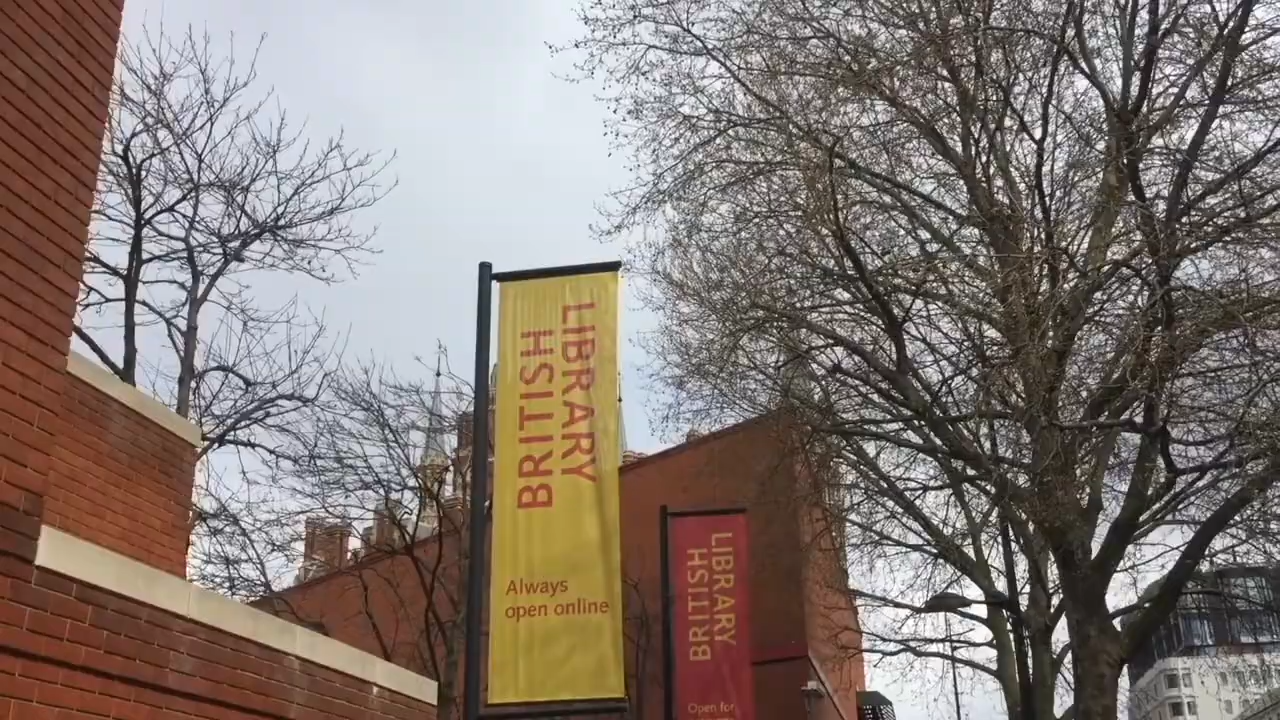 BRITISH
LIBRARY
Always
open online
BRITISH
LIBRARY
Open for